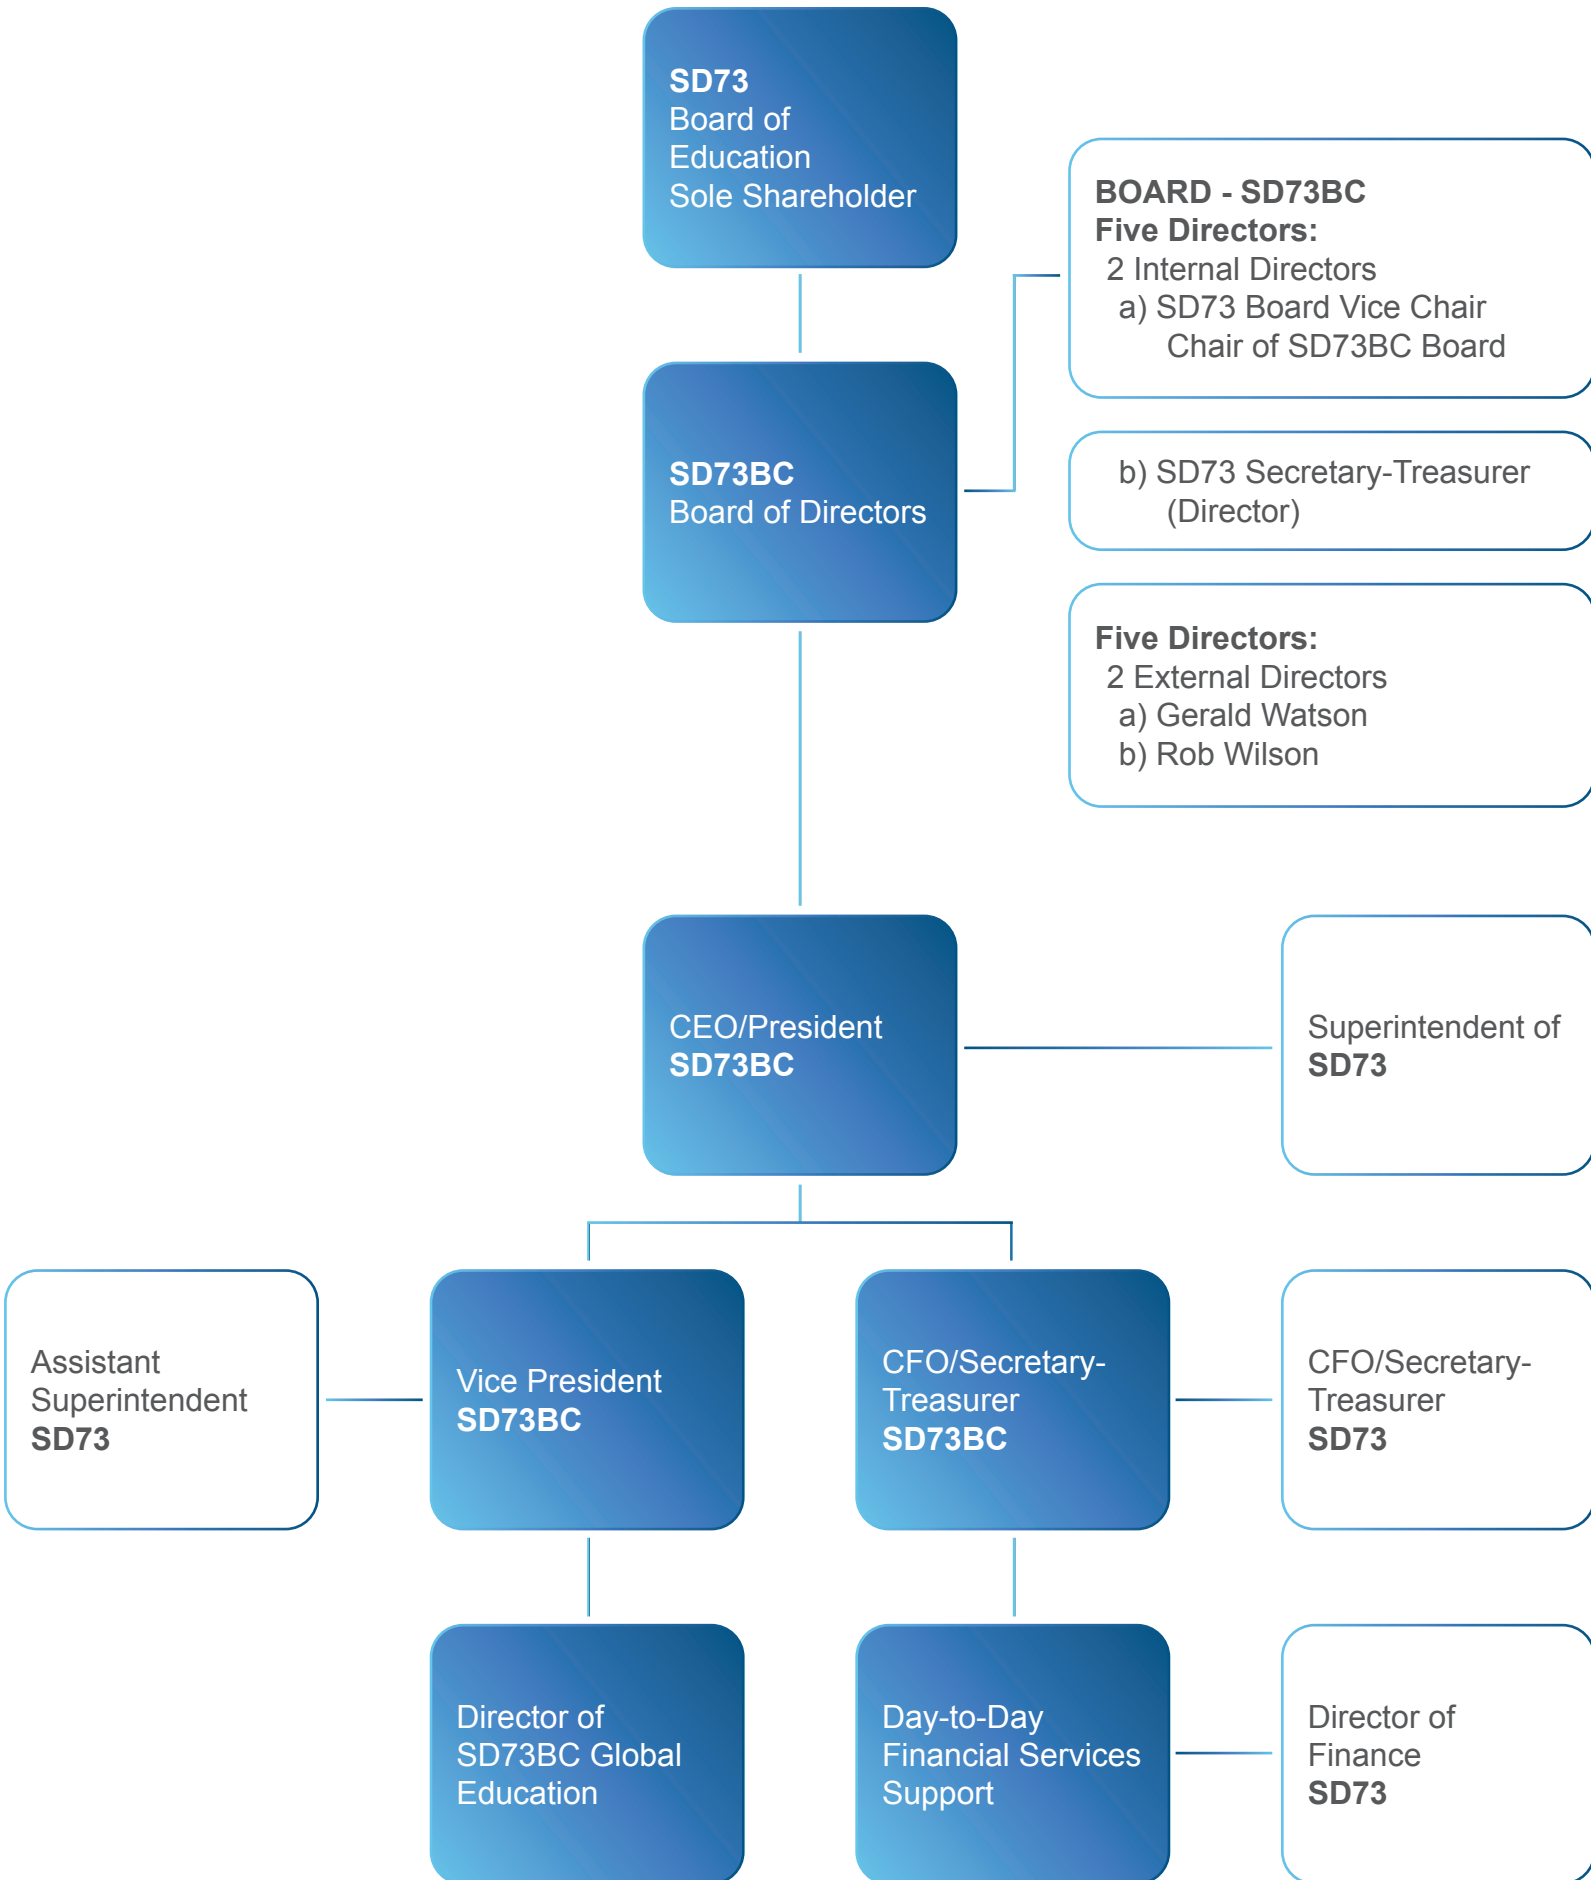 SD73
Board of
Education
Sole Shareholder
BOARD - SD73BC
Five Directors:
2 Internal Directors
a) SD73 Board Vice Chair
Chair of SD73BC Board
SD73BC
Board of Directors
b) SD73 Secretary-Treasurer
(Director)
Five Directors:
2 External Directors
a) Gerald Watson
b) Rob Wilson
CEO/President
SD73BC
Superintendent of
SD73
Assistant
Superintendent
SD73
Vice President
SD73BC
CFO/Secretary-
Treasurer
SD73BC
CFO/Secretary-
Treasurer
SD73
Director of
SD73BC Global
Education
Day-to-Day
Financial Services
Support
Director of
Finance
SD73